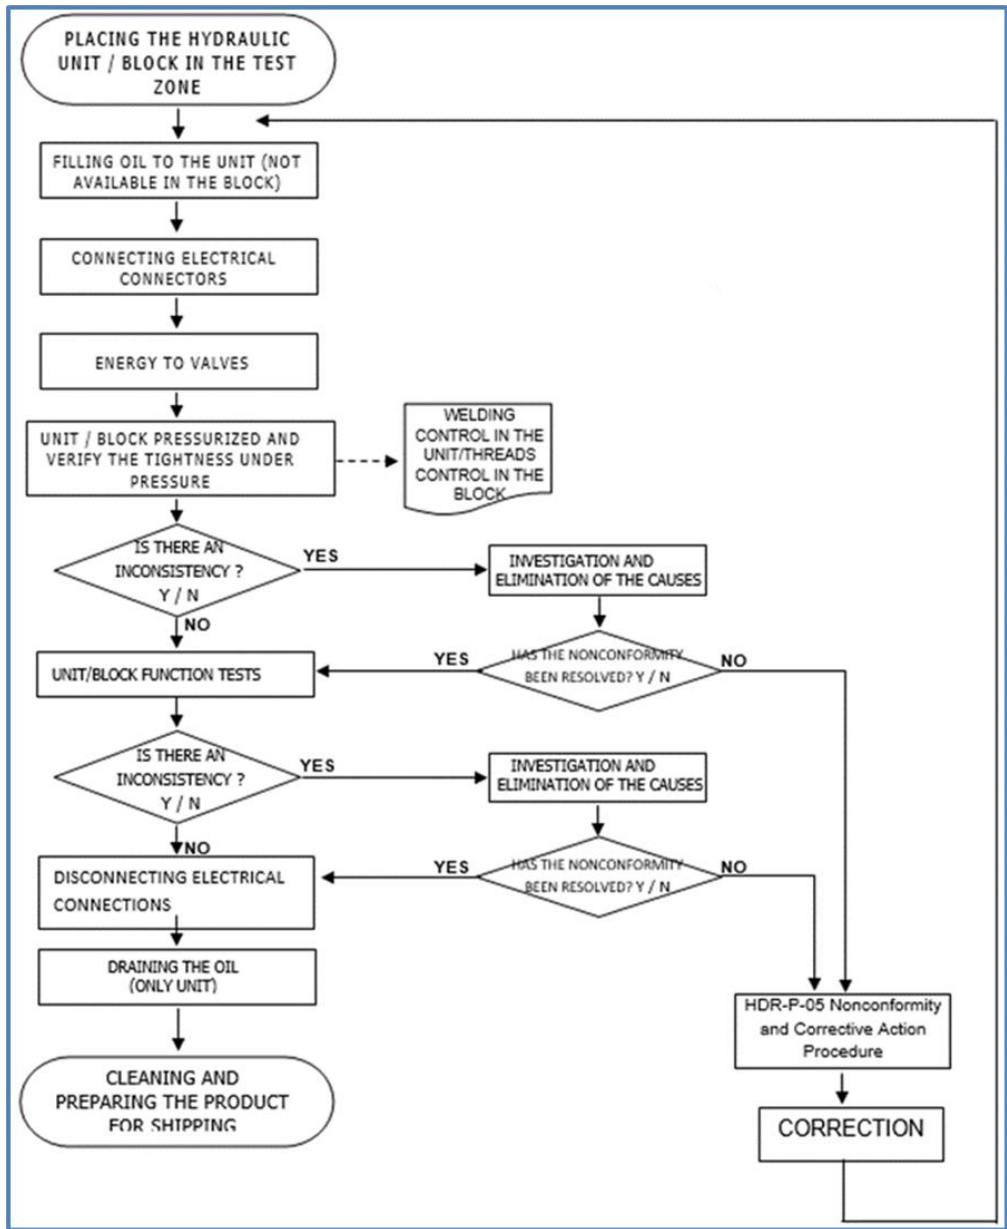 PLACING THE HYDRAULIC
UNIT / BLOCK IN THE TEST
ZONE
FILLING OIL TO THE UNIT (NOT
AVAILABLE IN THE BLOCK)
CONNECTING ELECTRICAL
CONNECTORS
ENERGY TO VALVES
UNIT / BLOCK PRESSURIZED AND
VERIFY THE TIGHTNESS UNDER
PRESSURE
WELDING
CONTROL IN THE
UNIT/THREADS
CONTROL IN THE
BLOCK
IS THERE AN
INCONSISTENCY ?
Y / N
YES
INVESTIGATION AND
ELIMINATION OF THE CAUSES
NO
UNIT/BLOCK FUNCTION TESTS
YES
HAS THE NONCONFORMITY
BEEN RESOLVED? Y / N
NO
IS THERE AN
INCONSISTENCY ?
Y / N
YES
INVESTIGATION AND
ELIMINATION OF THE CAUSES
NO
DISCONNECTING ELECTRICAL
CONNECTIONS
YES
HAS THE NONCONFORMITY
BEEN RESOLVED? Y / N
NO
DRAINING THE OIL
(ONLY UNIT)
HDR-P-05 Nonconformity
and Corrective Action
Procedure
CLEANING AND
PREPARING THE PRODUCT
FOR SHIPPING
CORRECTION